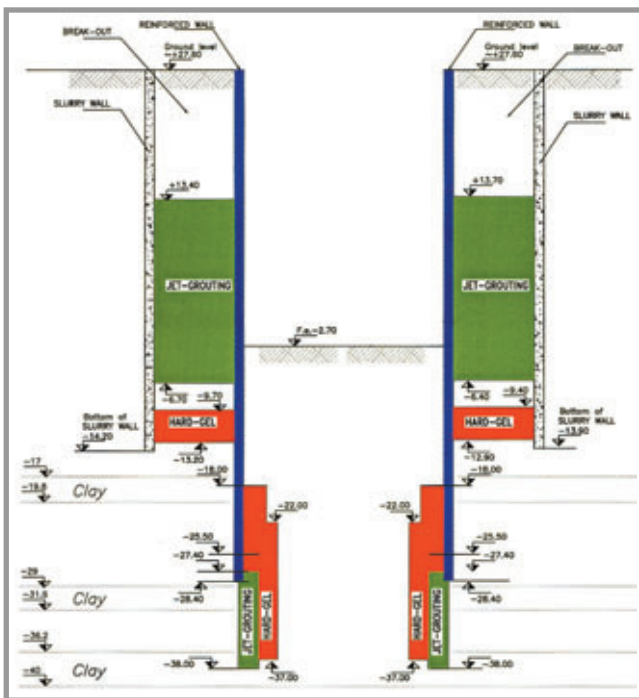 REINFORCED WALL
REINFORCED WALL
BREAK-OUT
Ground level
~+27.80
Ground level
~+27.80
BREAK-OUT
SLURRY WALL
SLURRY WALL
+13.40
+13.70
JET-GROUTING
JET-GROUTING
F.e.-2.70
-6.70
-6.40
-9.70
-9.40
Bottom of
SLURRY WALL
-14.20
HARD-GEL
HARD-GEL
Bottom of
SLURRY WALL
-13.90
-13.20
-12.90
-17
-18.00
-18.00
-19.8
Clay
-22.00
-22.00
-25.50
-25.50
-27.40
-27.40
-29
-28.40
-28.40
Clay
-31.5
JET-GROUTING
HARD-GEL
HARD-GEL
JET-GROUTING
-36.2
-38.00
-37.00
-37.00
-38.00
Clay
-40